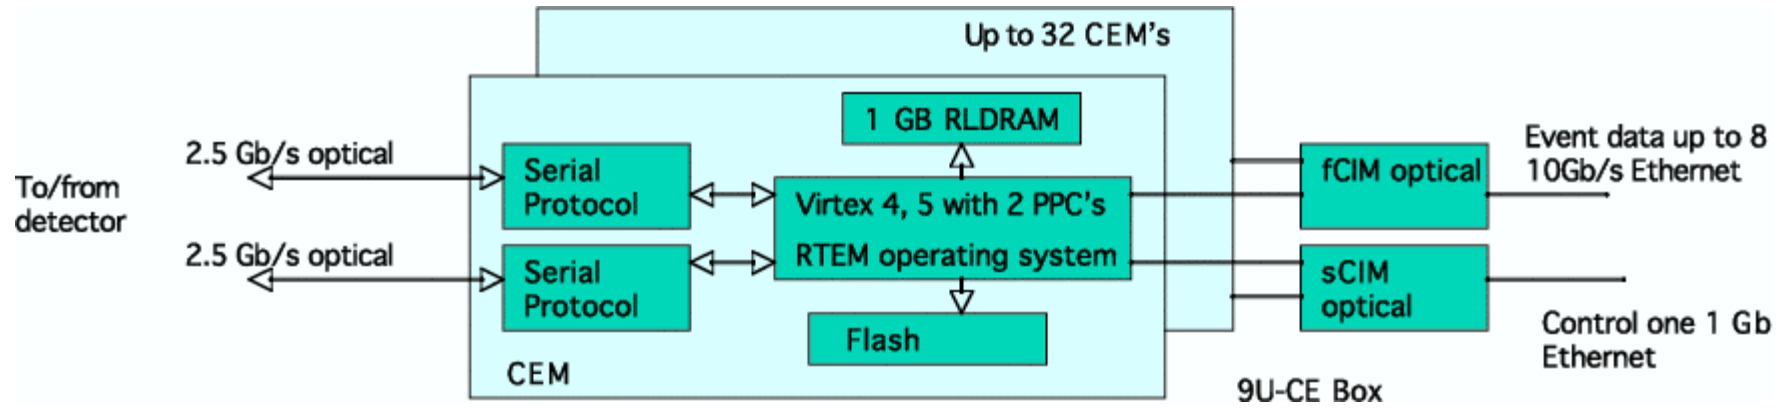 Up to 32 CEM's
1 GB RLDRAM
2.5 Gb/s optical
To/from
detector
2.5 Gb/s optical
Serial
Protocol
Serial
Protocol
Virtex 4, 5 with 2 PPC's
RTEM operating system
Flash
CEM
fCIM optical
sCIM
optical
Event data up to 8
10Gb/s Ethernet
Control one 1 Gb
Ethernet
9U-CE Box